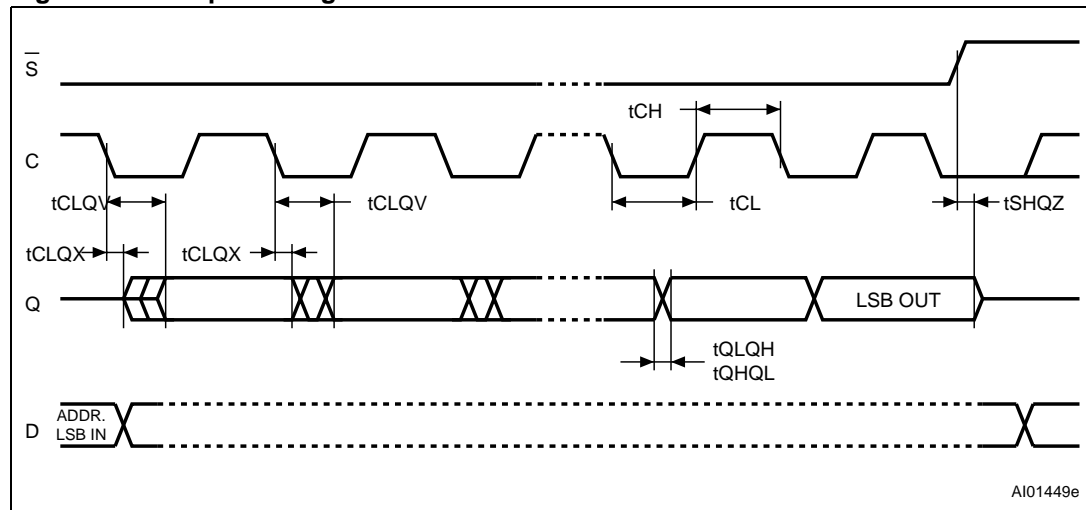 S
tCH
C
tCLQV
tCLQV
tCL
tSHQZ
tCLQX
tCLQX
Q
LSB OUT
tQLQH
tQHQL
ADDR.
D
LSB IN
AI01449e